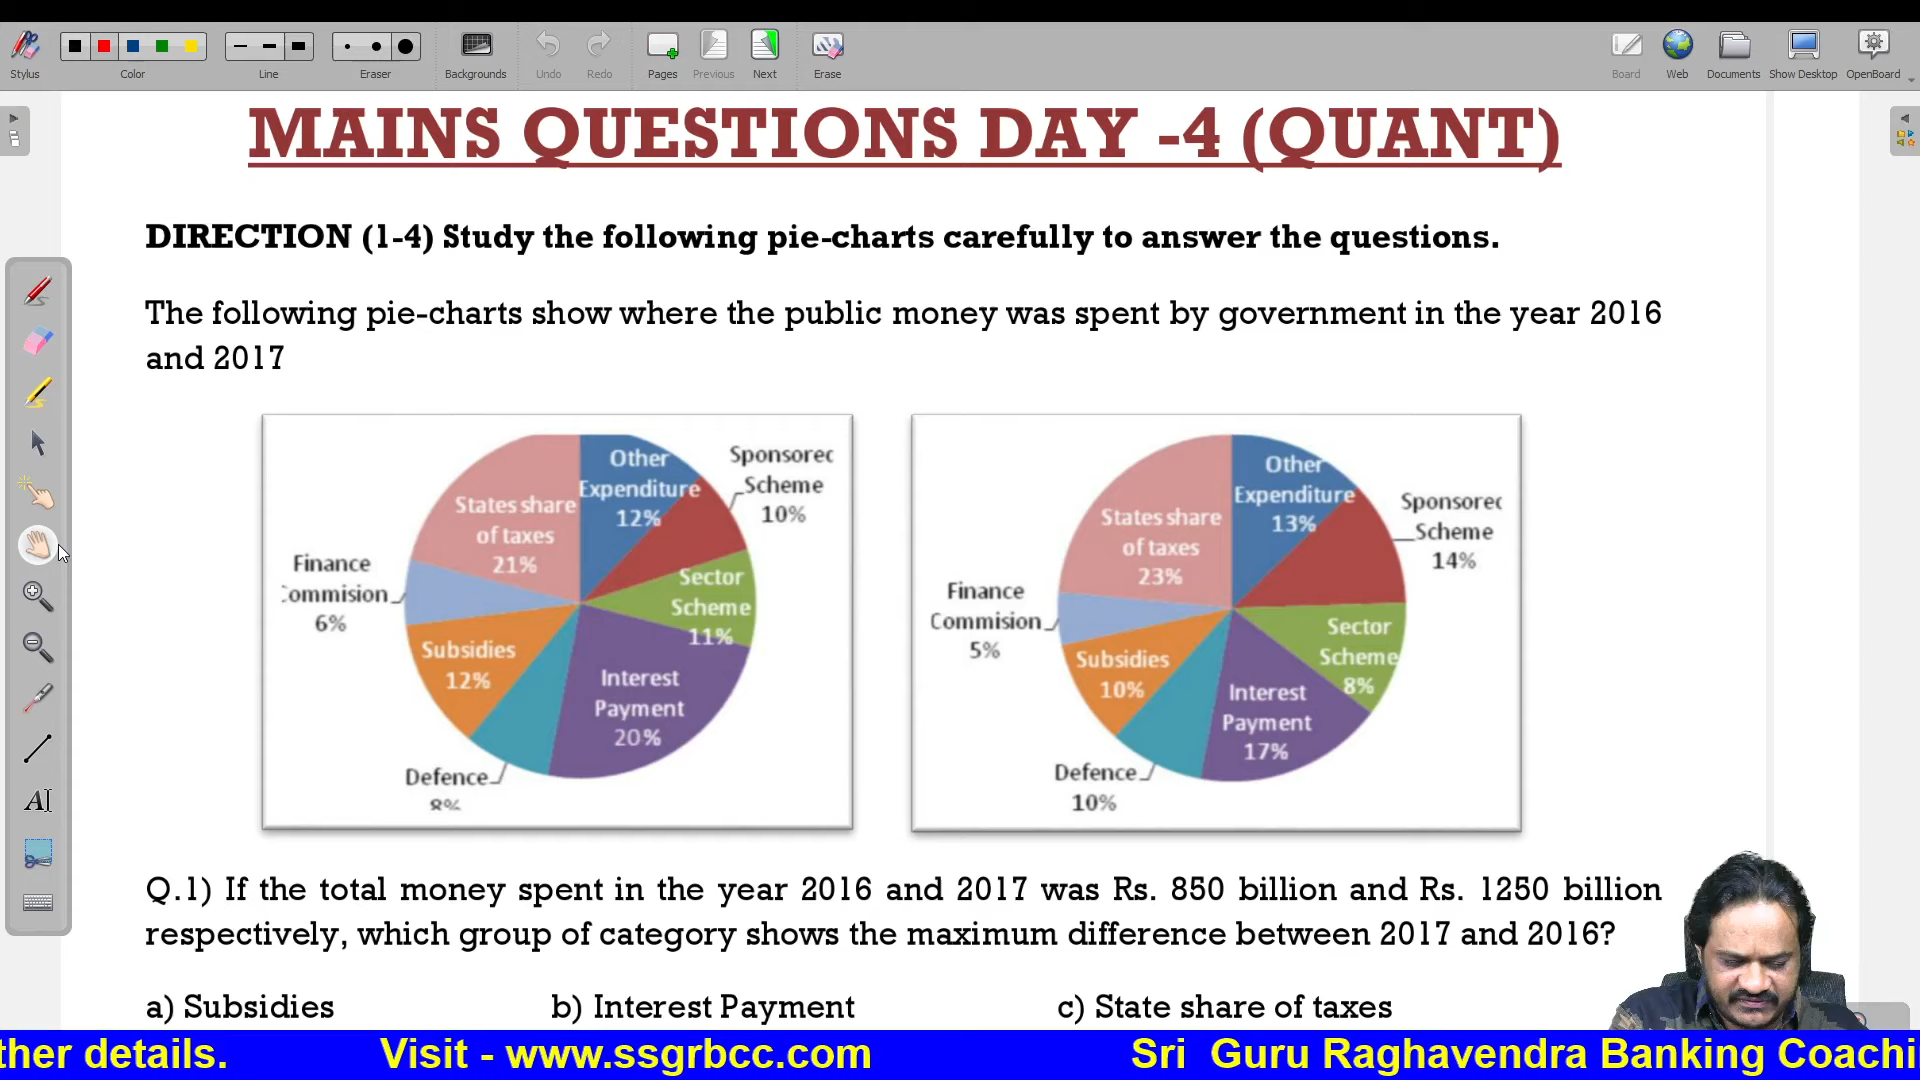 Stylus
Color
Line
Eraser
Backgrounds
Undo
Redo
Pages
Previous
Next
Erase
Board
Web
Documents
Show Desktop
OpenBoard
MAINS QUESTIONS DAY -4 (QUANT)
DIRECTION (1-4) Study the following pie-charts carefully to answer the questions.
The following pie-charts show where the public money was spent by government in the year 2016
and 2017
Other
Expenditure
12%
Sponsorec
Scheme
10%
Sector
Scheme
11%
Interest
Payment
20%
Defence
8%
Subsidies
12%
Finance
Commision
6%
States share
of taxes
21%
Other
Expenditure
13%
Sponsorec
Scheme
14%
Sector
Scheme
8%
Interest
Payment
17%
Defence
10%
Subsidies
10%
Finance
Commision
5%
States share
of taxes
23%
Q.1) If the total money spent in the year 2016 and 2017 was Rs. 850 billion and Rs. 1250 billion
respectively, which group of category shows the maximum difference between 2017 and 2016?
a) Subsidies b) Interest Payment c) State share of taxes
ther details. Visit - www.ssgrbcc.com Sri Guru Raghavendra Banking Coachi